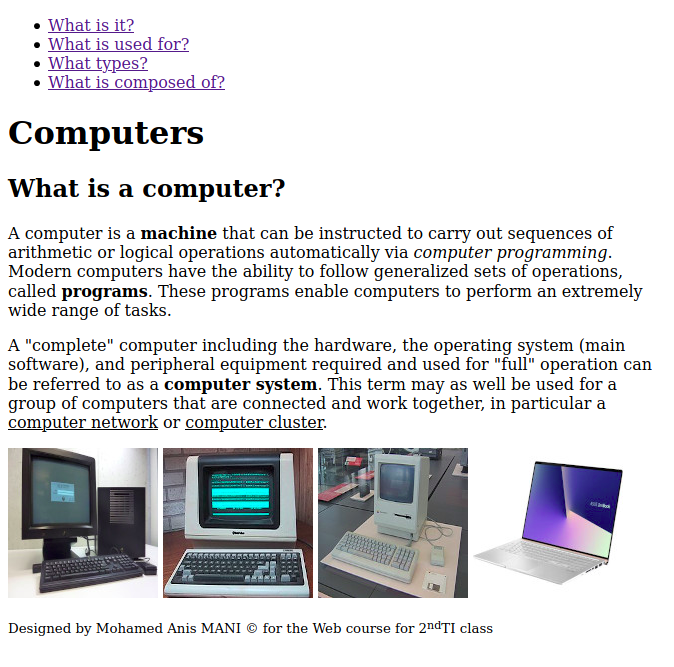 What is it?
What is used for?
What types?
What is composed of?
Computers
What is a computer?
A computer is a machine that can be instructed to carry out sequences of
arithmetic or logical operations automatically via computer programming.
Modern computers have the ability to follow generalized sets of operations,
called programs. These programs enable computers to perform an extremely
wide range of tasks.
A "complete" computer including the hardware, the operating system (main
software), and peripheral equipment required and used for "full" operation can
be referred to as a computer system. This term may as well be used for a
group of computers that are connected and work together, in particular a
computer network or computer cluster.
Designed by Mohamed Anis MANI © for the Web course for 2ndTI class